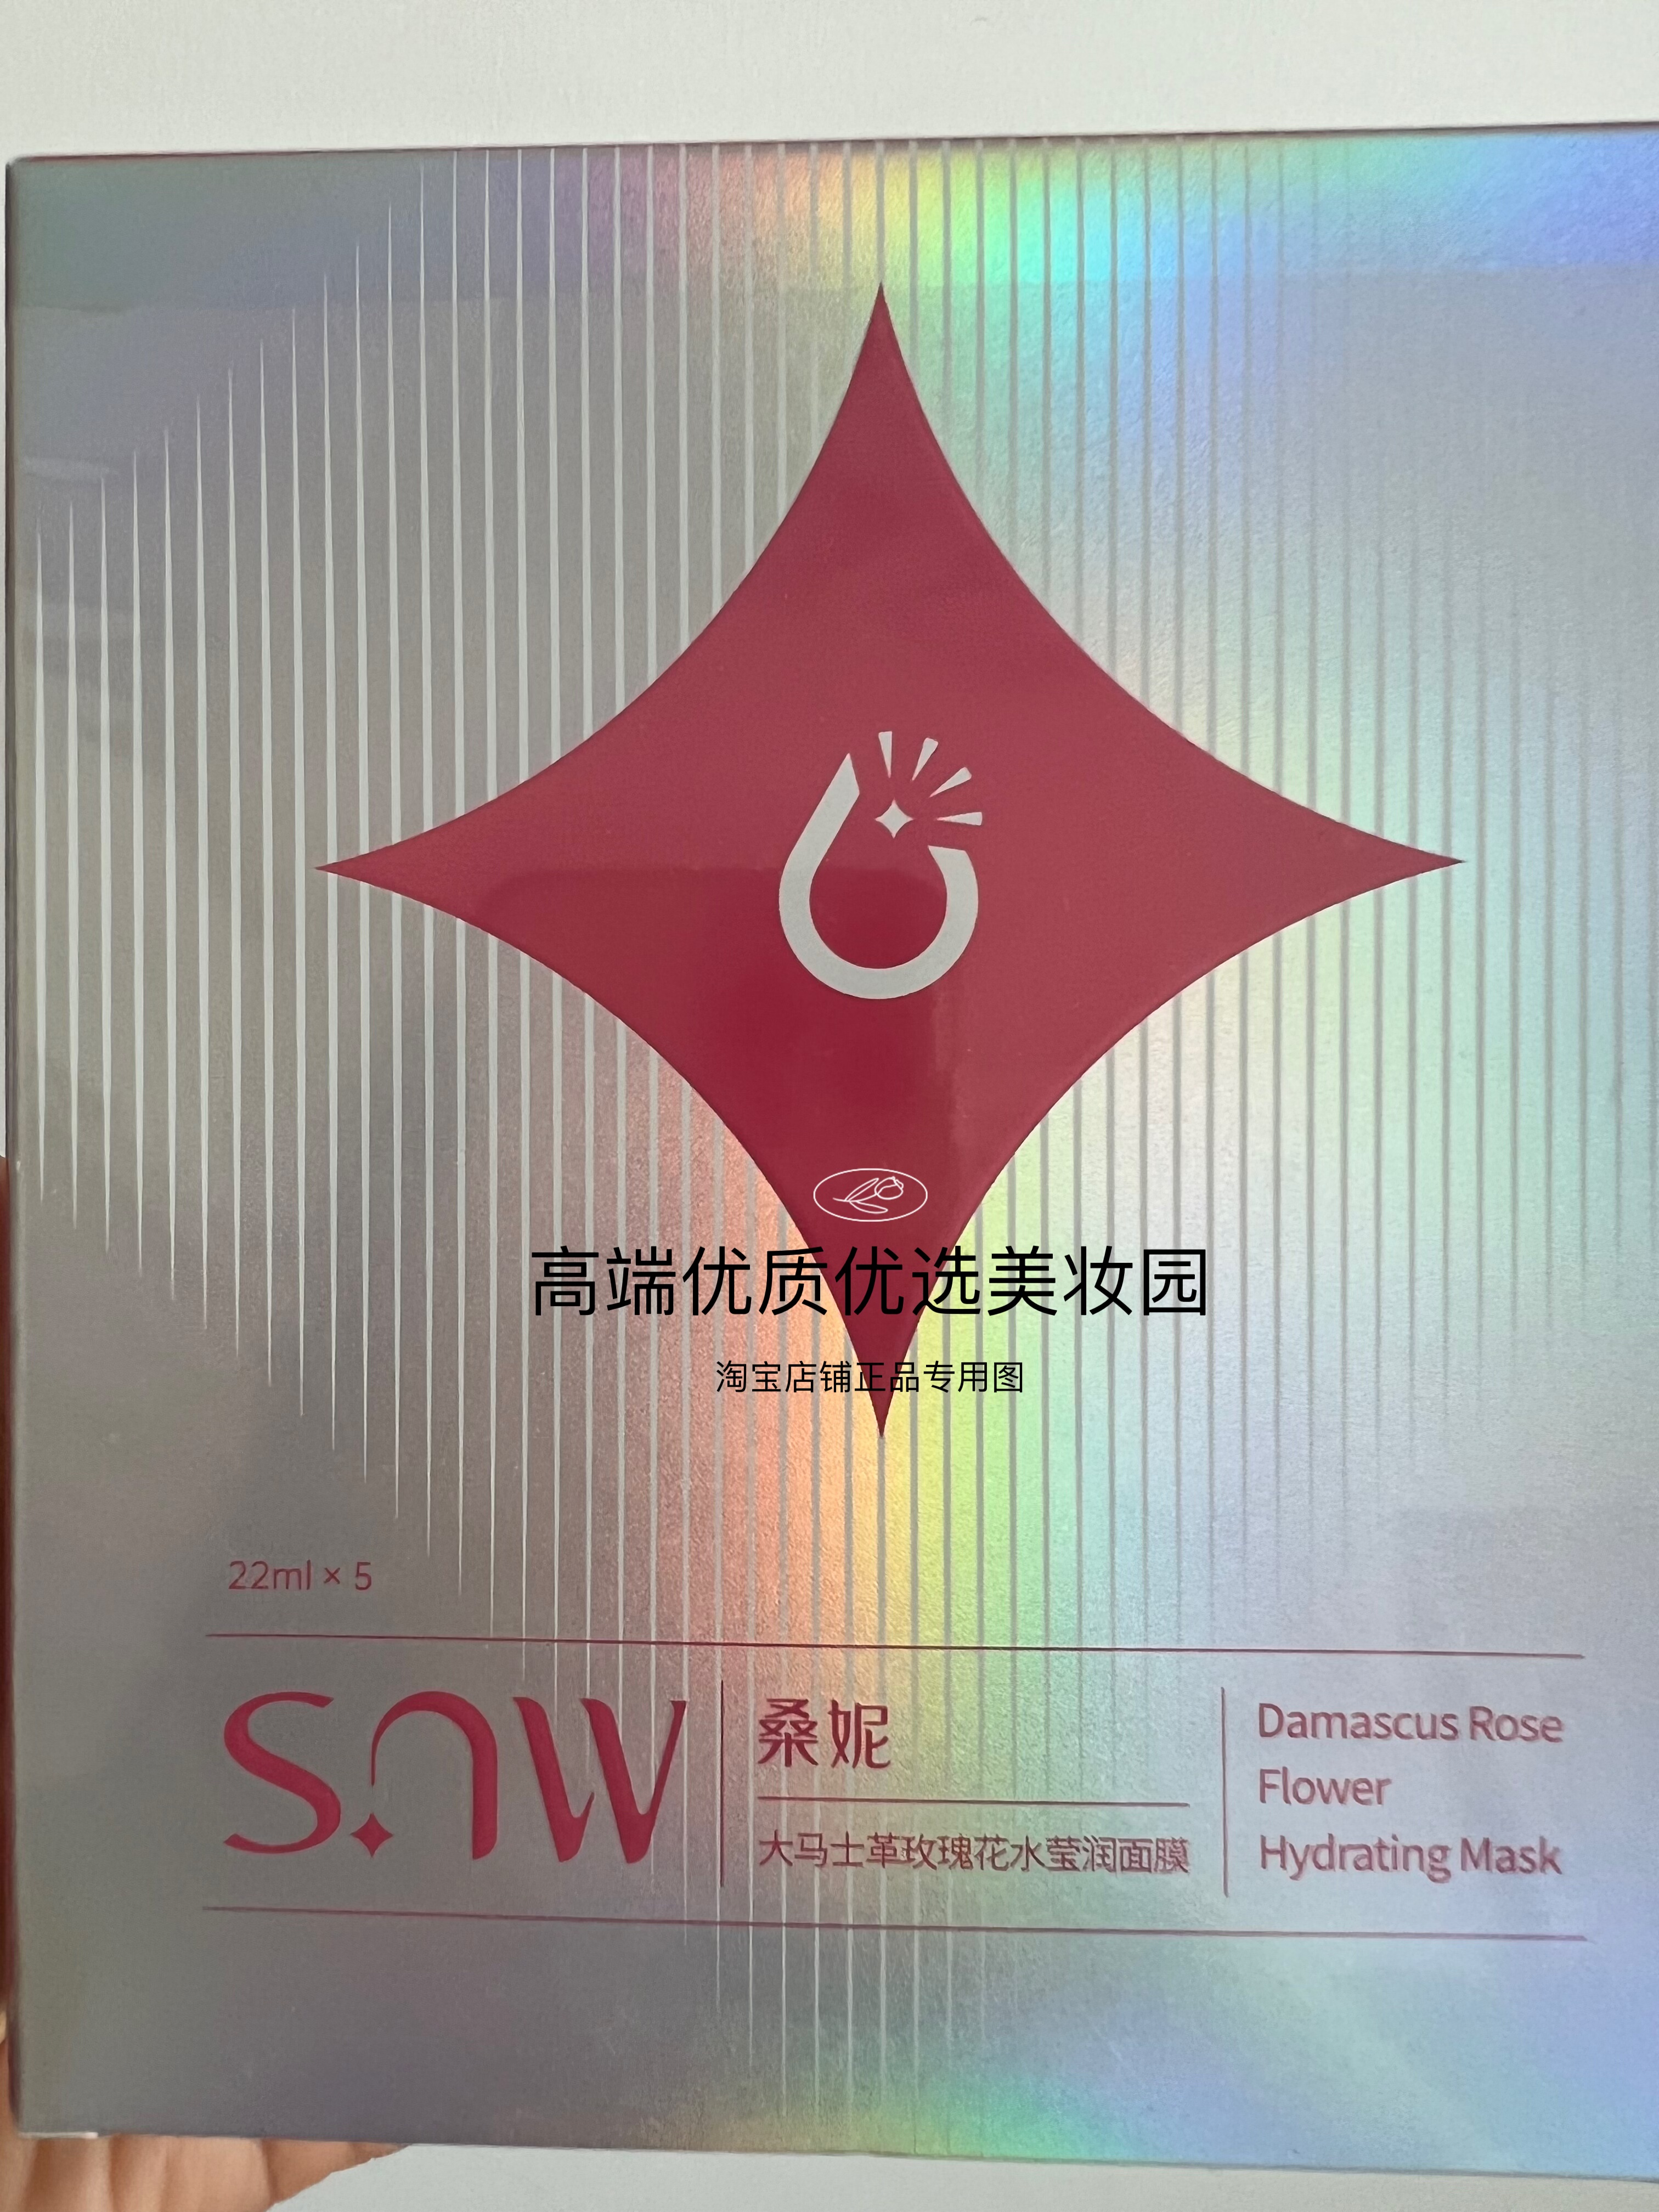 高端优质优选美妆园
淘宝店铺正品专用图
22ml × 5
SAW
桑妮
大马士革玫瑰花水莹润面膜
Damascus Rose
Flower
Hydrating Mask